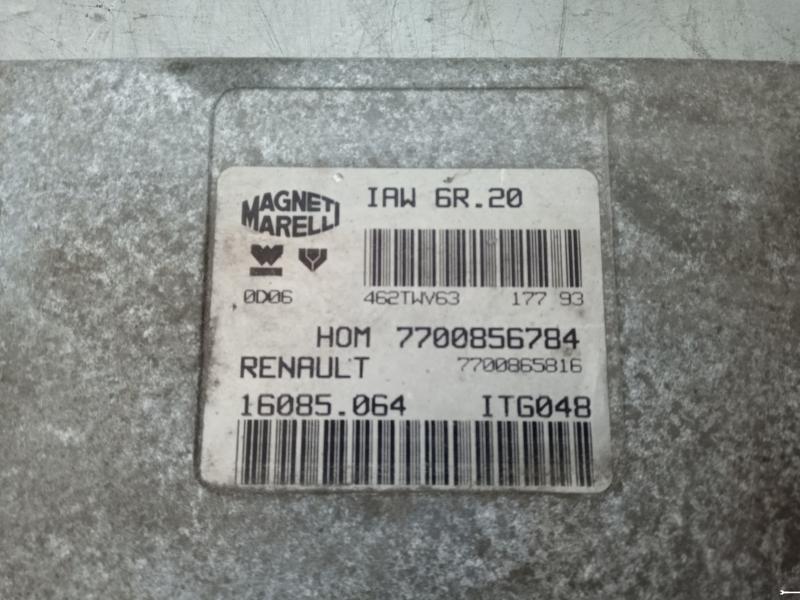 MAGNETI MARELLI
IAW 6R.20
0D06
462TWV63 177 93
HOM 7700856784
RENAULT 7700865816
16085.064 ITG048